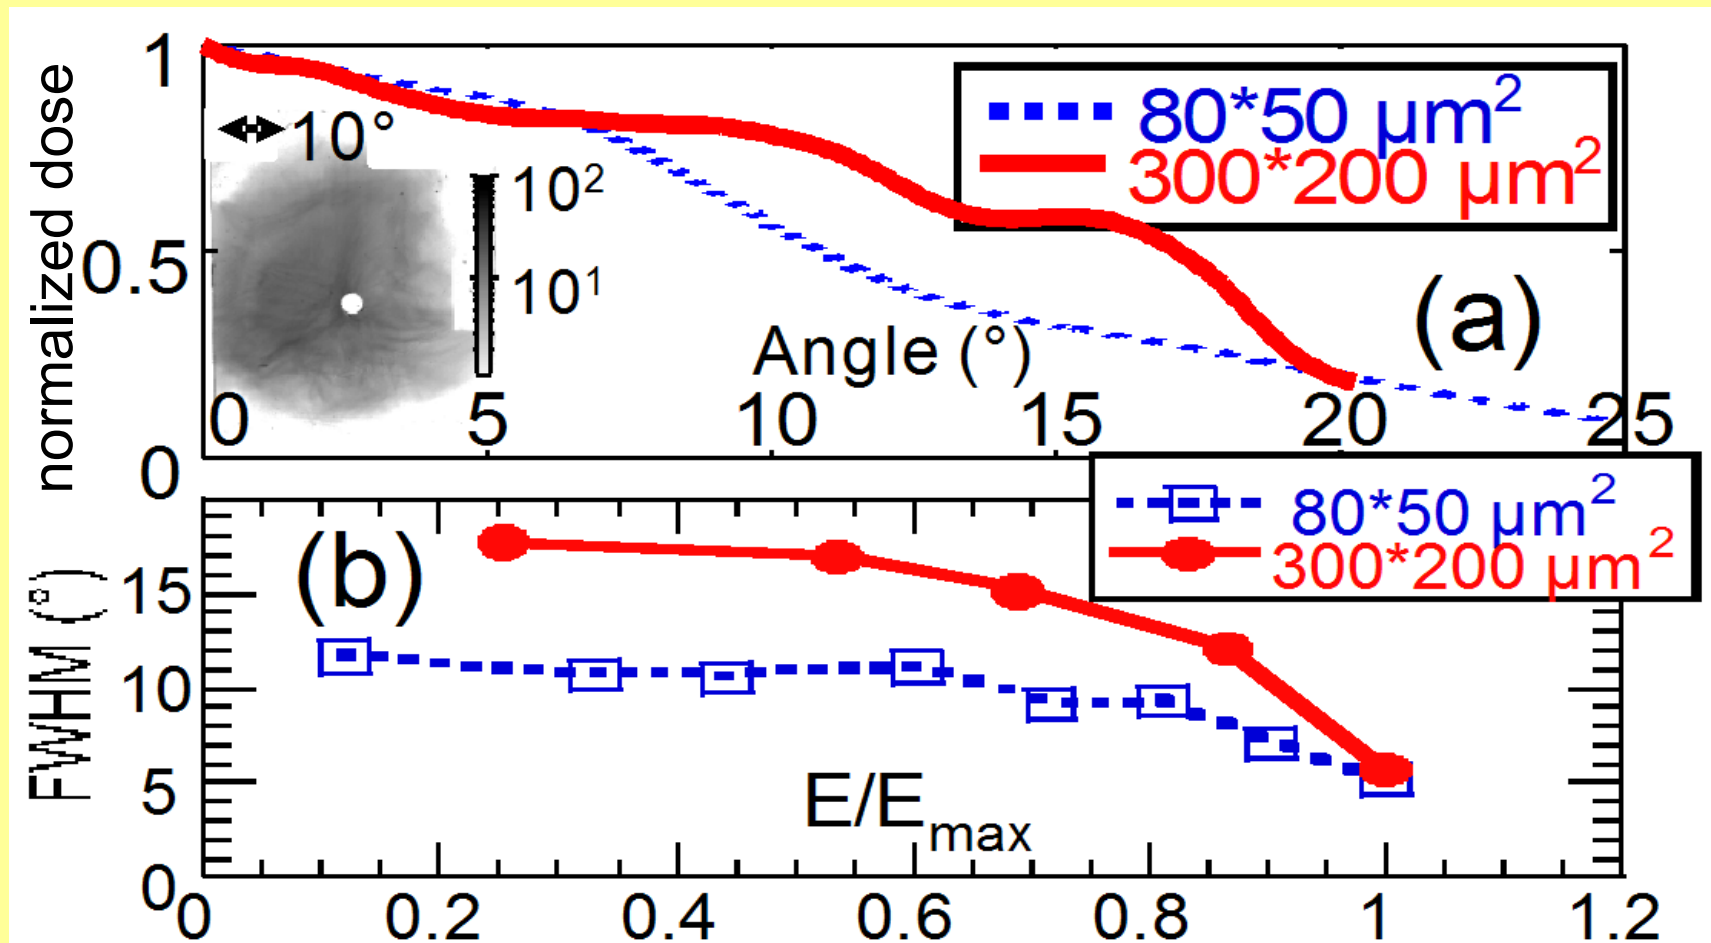 normalized dose
1
0.5
0
10°
10²
10¹
80*50 µm²
300*200 µm²
(a)
Angle (°)
0 5 10 15 20 25
80*50 µm²
300*200 µm²
(b)
FWHM (°)
15
10
5
0
E/Emax
0 0.2 0.4 0.6 0.8 1 1.2